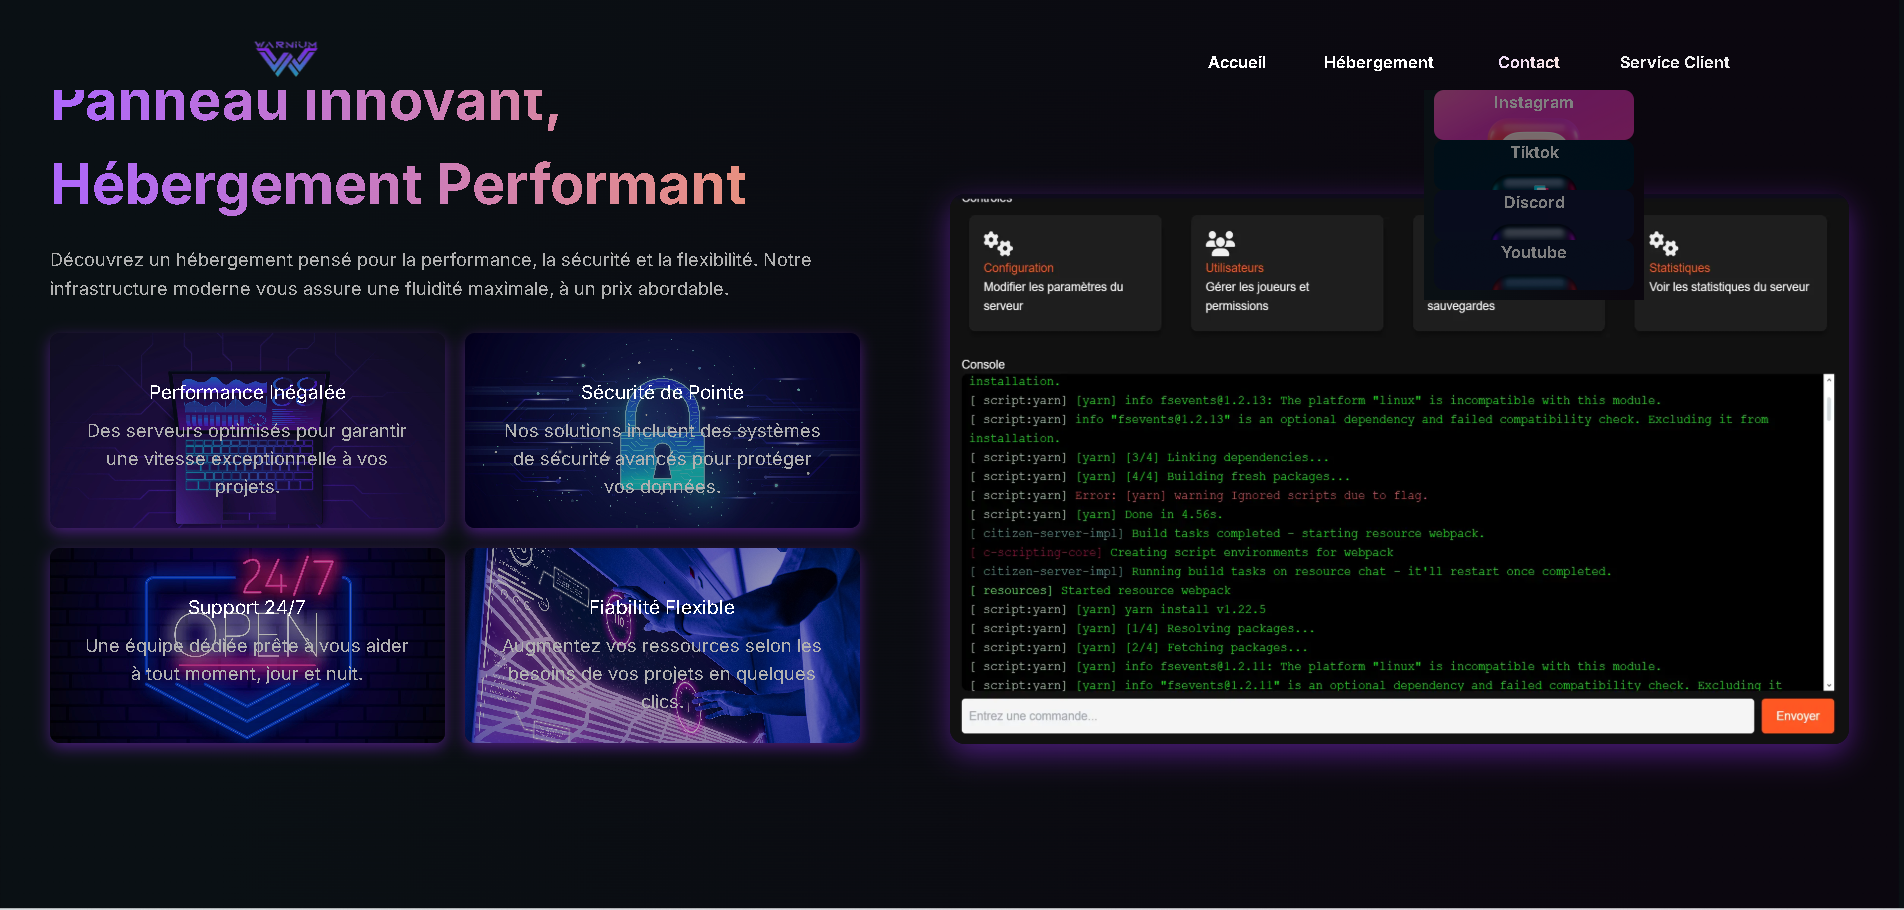 WARNIUM
Accueil
Hébergement
Contact
Service Client
Instagram
Tiktok
Discord
Youtube
Panneau Innovant,
Hébergement Performant
Découvrez un hébergement pensé pour la performance, la sécurité et la flexibilité. Notre
infrastructure moderne vous assure une fluidité maximale, à un prix abordable.
Performance Inégalée
Des serveurs optimisés pour garantir
une vitesse exceptionnelle à vos
projets.
Sécurité de Pointe
Nos solutions incluent des systèmes
de sécurité avancés pour protéger
vos données.
24/7
OPEN
Support 24/7
Une équipe dédiée prête à vous aider
à tout moment, jour et nuit.
Fiabilité Flexible
Augmentez vos ressources selon les
besoins de vos projets en quelques
clics.
Contrôles
Configuration
Modifier les paramètres du
serveur
Utilisateurs
Gérer les joueurs et
permissions
sauvegardes
Statistiques
Voir les statistiques du serveur
Console
installation.
[ script:yarn] [yarn] info fsevents@1.2.13: The platform "linux" is incompatible with this module.
[ script:yarn] [yarn] info "fsevents@1.2.13" is an optional dependency and failed compatibility check. Excluding it from
installation.
[ script:yarn] [yarn] [3/4] Linking dependencies...
[ script:yarn] [yarn] [4/4] Building fresh packages...
[ script:yarn] Error: [yarn] warning Ignored scripts due to flag.
[ script:yarn] [yarn] Done in 4.56s.
[ citizen-server-impl] Build tasks completed - starting resource webpack.
[ c-scripting-core] Creating script environments for webpack
[ citizen-server-impl] Running build tasks on resource chat - it'll restart once completed.
[ resources] Started resource webpack
[ script:yarn] [yarn] yarn install v1.22.5
[ script:yarn] [yarn] [1/4] Resolving packages...
[ script:yarn] [yarn] [2/4] Fetching packages...
[ script:yarn] [yarn] info fsevents@1.2.11: The platform "linux" is incompatible with this module.
[ script:yarn] [yarn] info "fsevents@1.2.11" is an optional dependency and failed compatibility check. Excluding it
Entrez une commande...
Envoyer